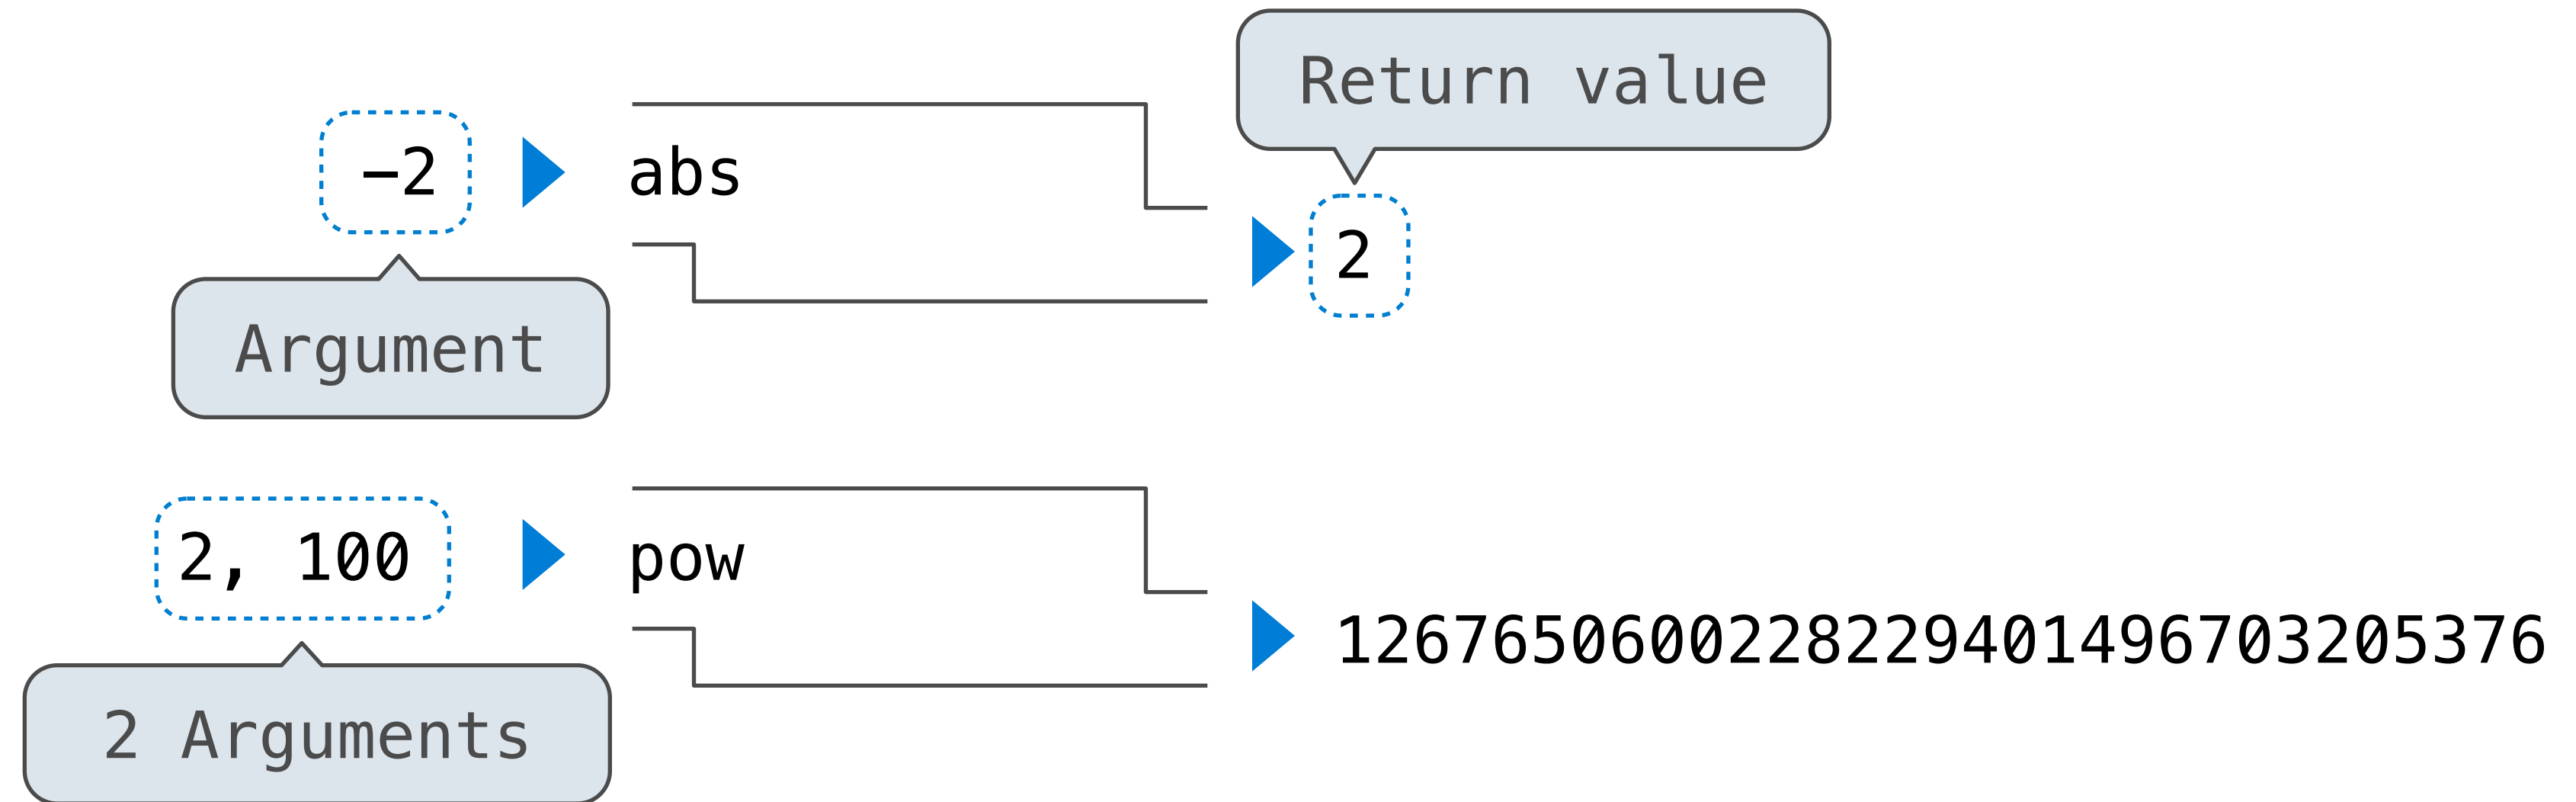 Return value
-2 abs
2
Argument
2, 100 pow
1267650600228229401496703205376
2 Arguments